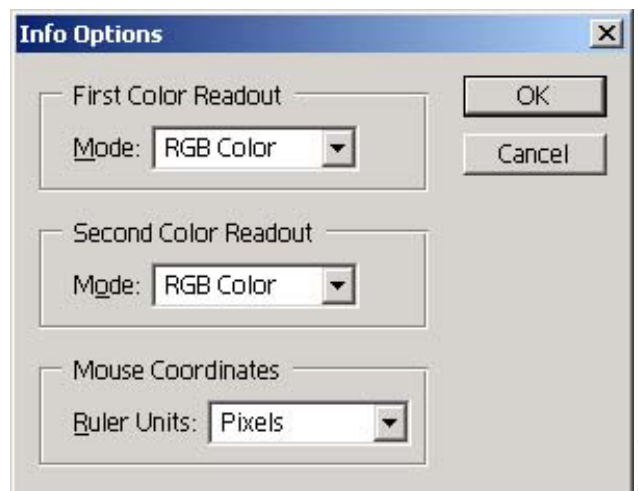 Info Options
First Color Readout
Mode: RGB Color
OK
Cancel
Second Color Readout
Mode: RGB Color
Mouse Coordinates
Ruler Units: Pixels